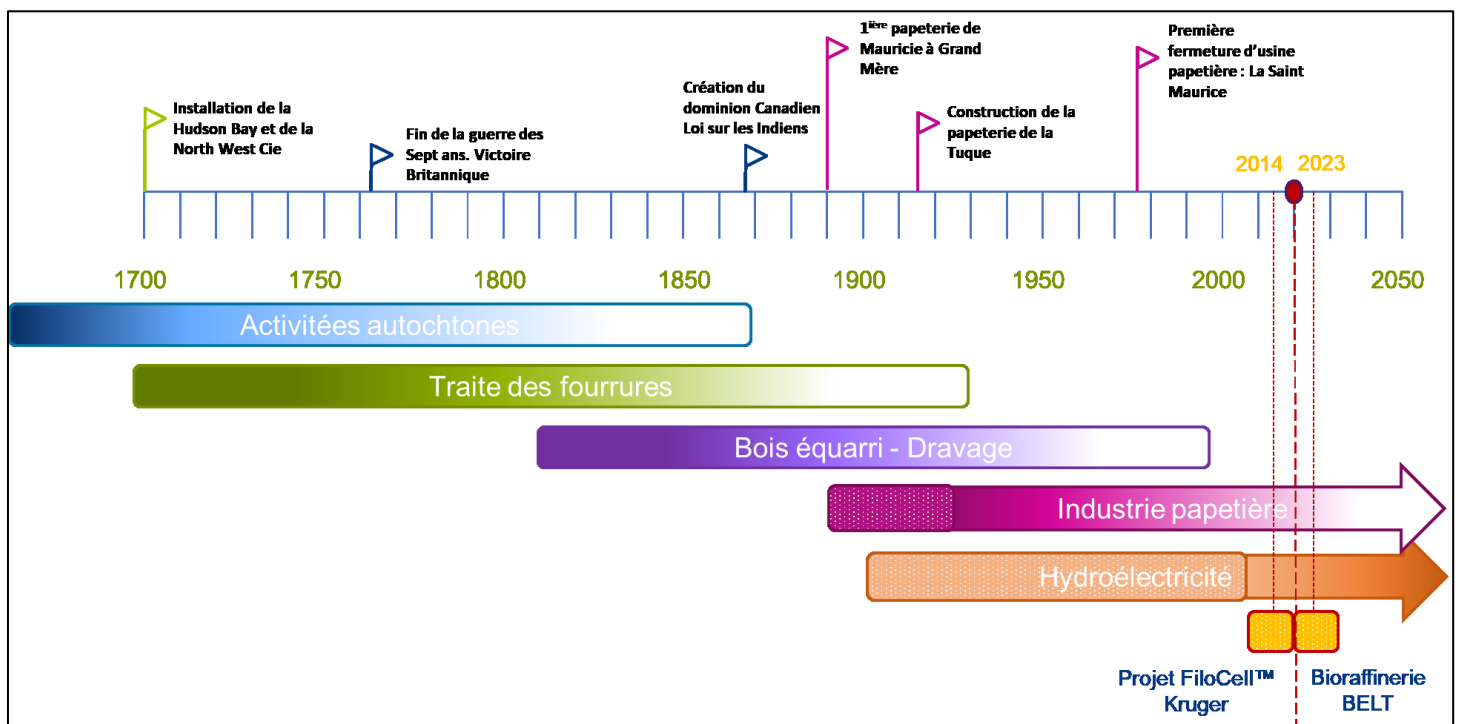 Installation de la
Hudson Bay et de la
North West Cie
Fin de la guerre des
Sept ans. Victoire
Britannique
Création du
dominion Canadien
Loi sur les Indiens
1ière papeterie de
Mauricie à Grand
Mère
Construction de la
papeterie de la
Tuque
Première
fermeture d'usine
papetière : La Saint
Maurice
2014 2023
1700 1750 1800 1850 1900 1950 2000 2050
Activitées autochtones
Traite des fourrures
Bois équarri - Dravage
Industrie papetière
Hydroélectricité
Projet FiloCell™
Kruger
Bioraffinerie
BELT